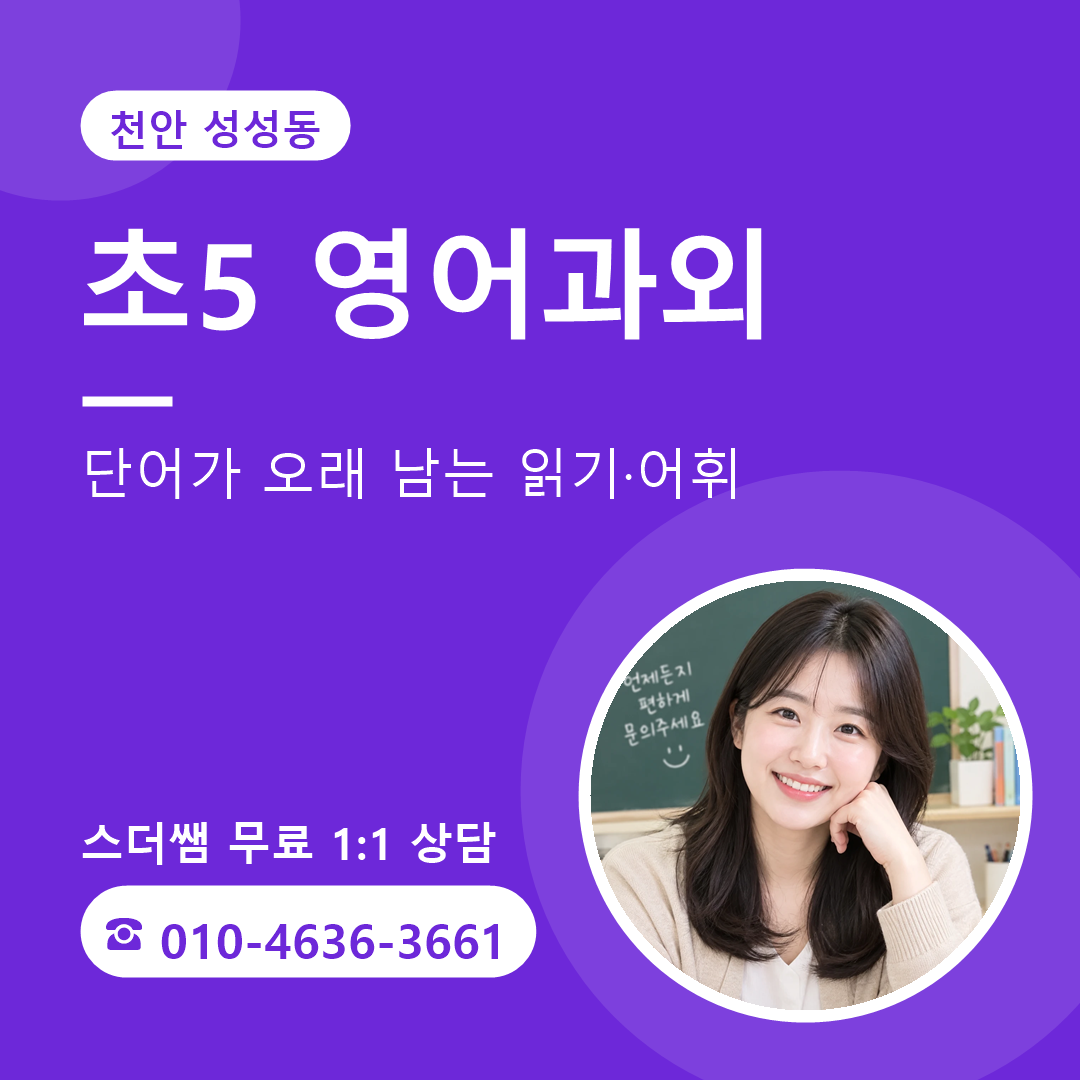 천안 성성동
초5 영어과외
단어가 오래 남는 읽기·어휘
언제든지
편하게
문의주세요
스더쌤 무료 1:1 상담
☎ 010-4636-3661